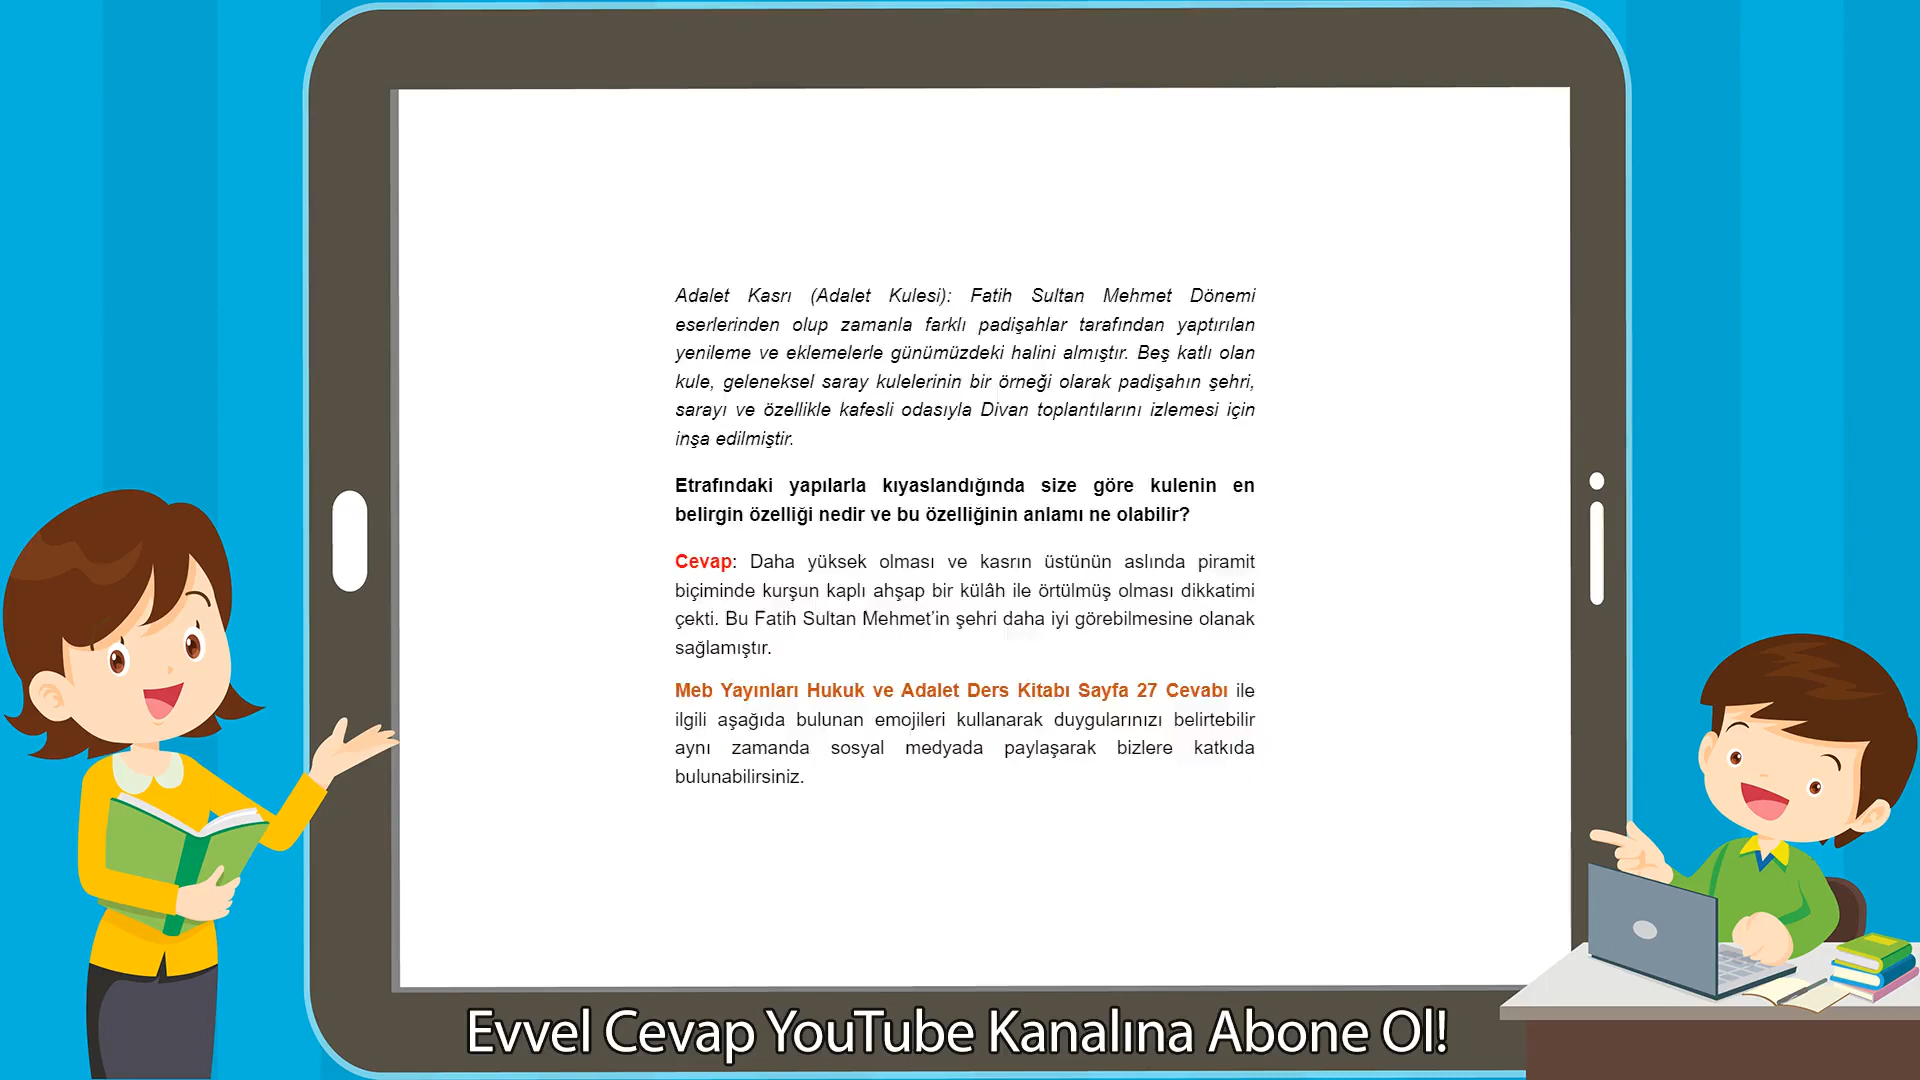 Adalet Kasrı (Adalet Kulesi): Fatih Sultan Mehmet Dönemi
eserlerinden olup zamanla farklı padişahlar tarafından yaptırılan
yenileme ve eklemelerle günümüzdeki halini almıştır. Beş katlı olan
kule, geleneksel saray kulelerinin bir örneği olarak padişahın şehri,
sarayı ve özellikle kafesli odasıyla Divan toplantılarını izlemesi için
inşa edilmiştir.
Etrafındaki yapılarla kıyaslandığında size göre kulenin en
belirgin özelliği nedir ve bu özelliğinin anlamı ne olabilir?
Cevap: Daha yüksek olması ve kasrın üstünün aslında piramit
biçiminde kurşun kaplı ahşap bir külâh ile örtülmüş olması dikkatimi
çekti. Bu Fatih Sultan Mehmet’in şehri daha iyi görebilmesine olanak
sağlamıştır.
Meb Yayınları Hukuk ve Adalet Ders Kitabı Sayfa 27 Cevabı ile
ilgili aşağıda bulunan emojileri kullanarak duygularınızı belirtebilir
aynı zamanda sosyal medyada paylaşarak bizlere katkıda
bulunabilirsiniz.
Evvel Cevap YouTube Kanalına Abone Ol!